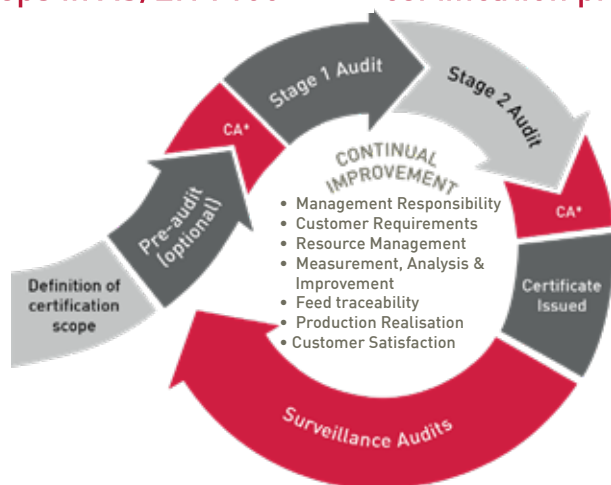 Stage 1 Audit
Stage 2 Audit
CA*
CA*
Pre-audit
(optional)
Definition of
certification
scope
CONTINUAL
IMPROVEMENT
• Management Responsibility
• Customer Requirements
• Resource Management
• Measurement, Analysis &
Improvement
• Feed traceability
• Production Realisation
• Customer Satisfaction
Certificate
Issued
Surveillance Audits